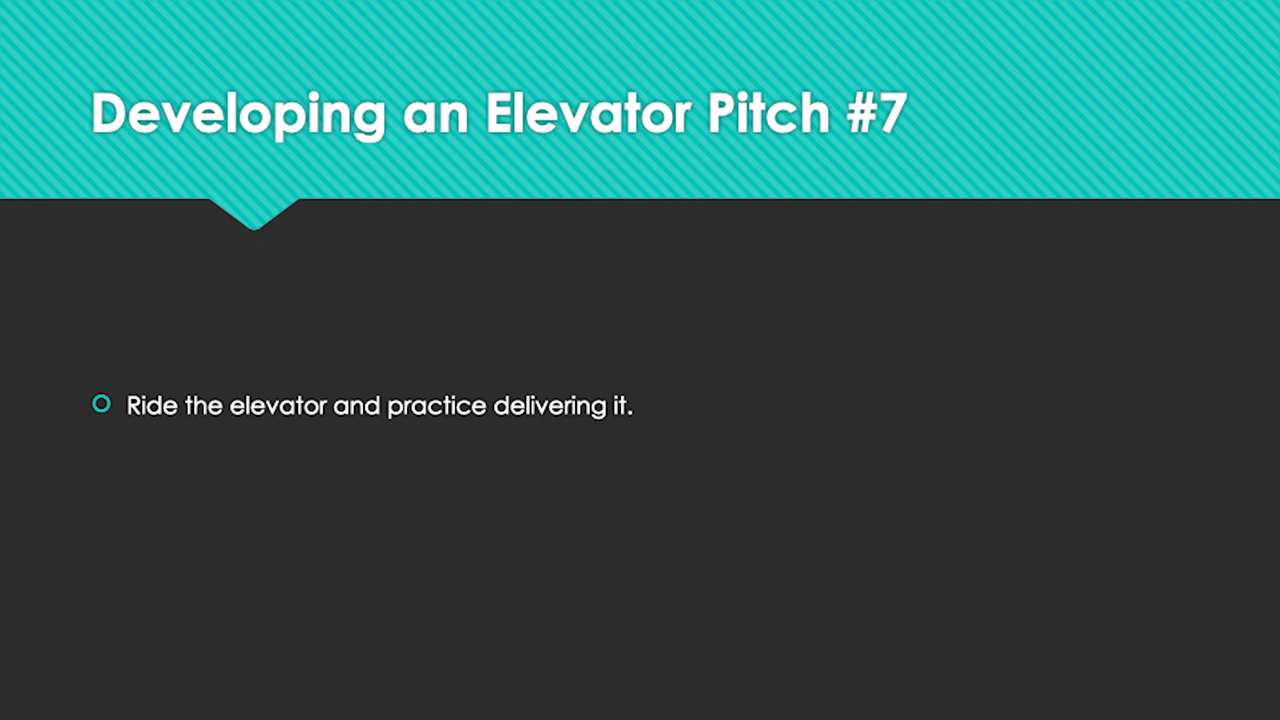 Developing an Elevator Pitch #7
Ride the elevator and practice delivering it.